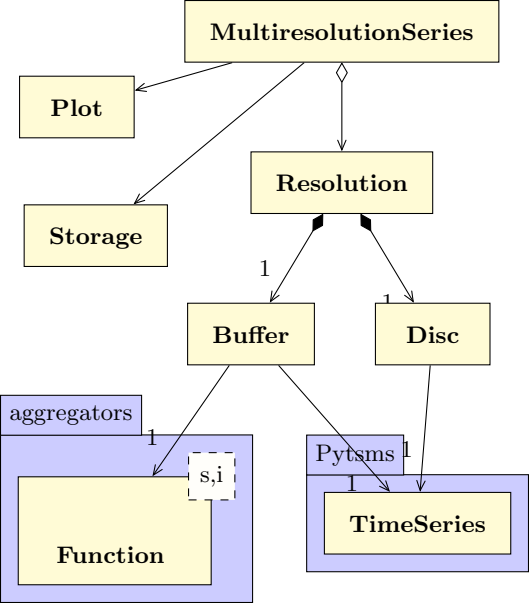 MultiresolutionSeries
Plot
Resolution
Storage
1
1
Buffer
Disc
aggregators
1
Pytsms
1
s,i
1
TimeSeries
Function